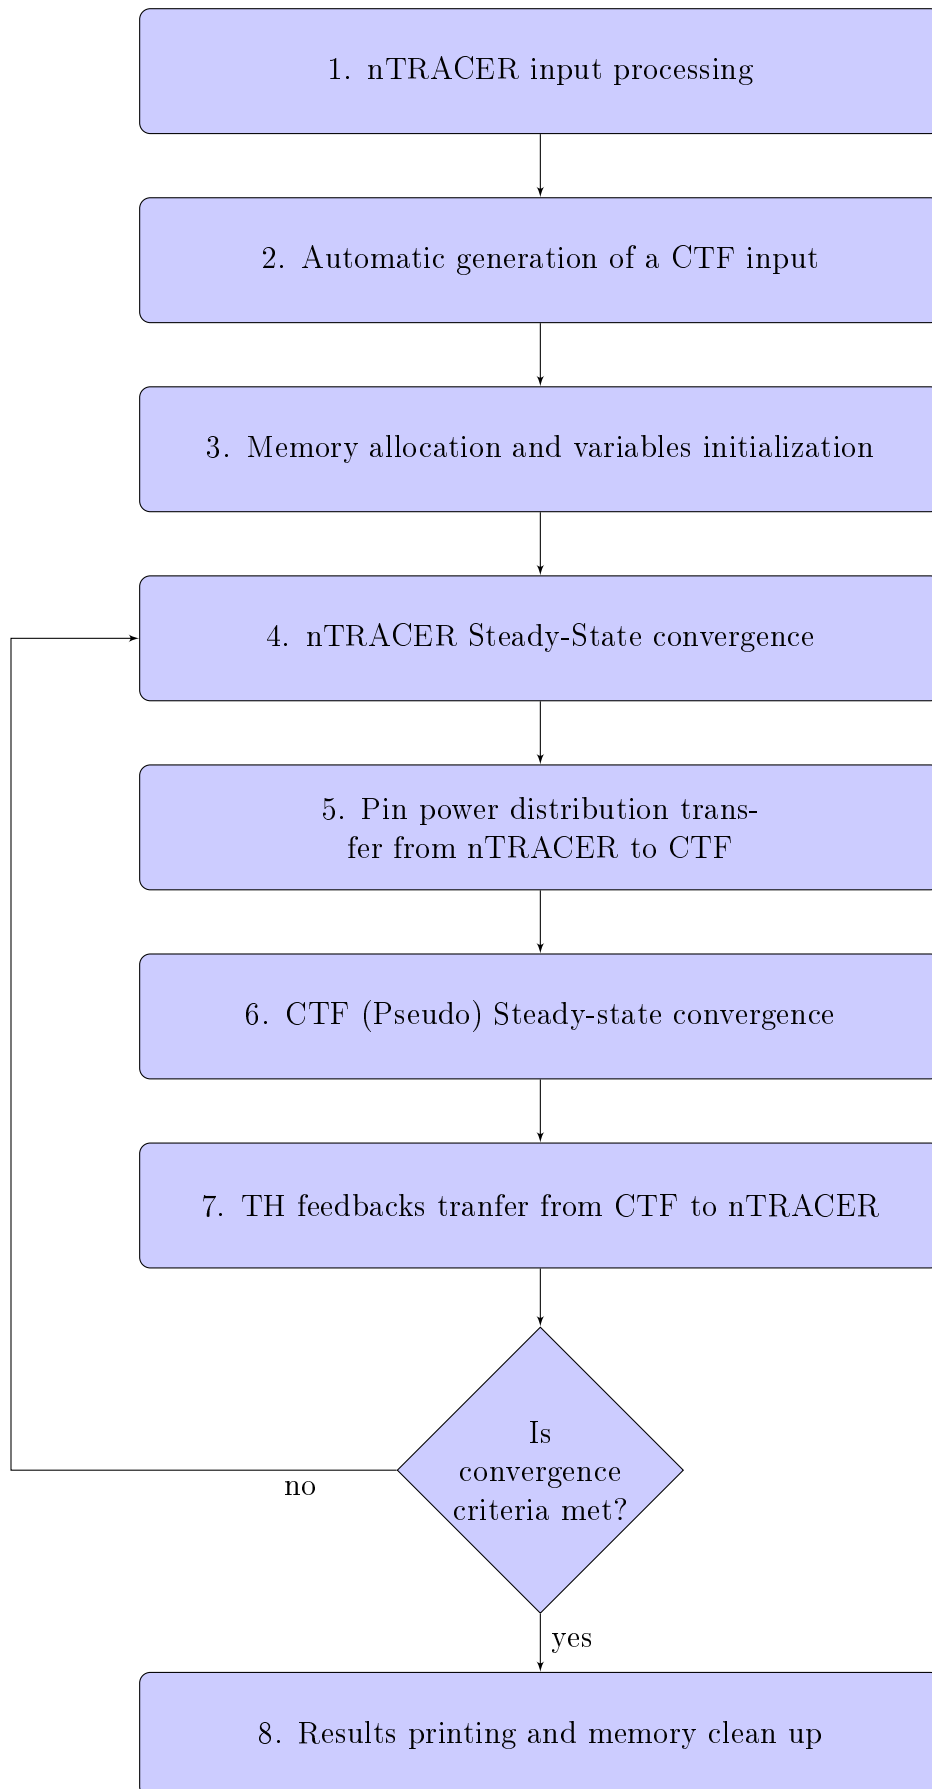 1. nTRACER input processing
2. Automatic generation of a CTF input
3. Memory allocation and variables initialization
4. nTRACER Steady-State convergence
5. Pin power distribution trans-
fer from nTRACER to CTF
6. CTF (Pseudo) Steady-state convergence
7. TH feedbacks tranfer from CTF to nTRACER
Is
convergence
criteria met?
no
yes
8. Results printing and memory clean up